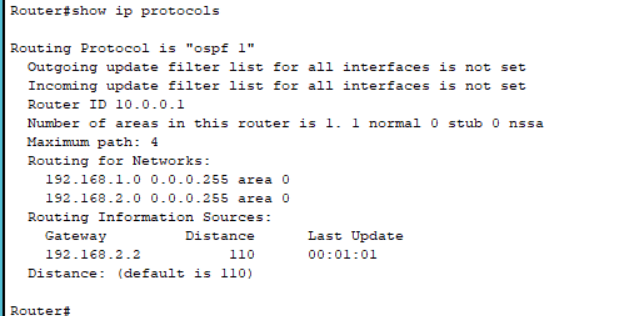 Router#show ip protocols
Routing Protocol is "ospf 1"
Outgoing update filter list for all interfaces is not set
Incoming update filter list for all interfaces is not set
Router ID 10.0.0.1
Number of areas in this router is 1. 1 normal 0 stub 0 nssa
Maximum path: 4
Routing for Networks:
192.168.1.0 0.0.0.255 area 0
192.168.2.0 0.0.0.255 area 0
Routing Information Sources:
Gateway Distance Last Update
192.168.2.2 110 00:01:01
Distance: (default is 110)
Router#